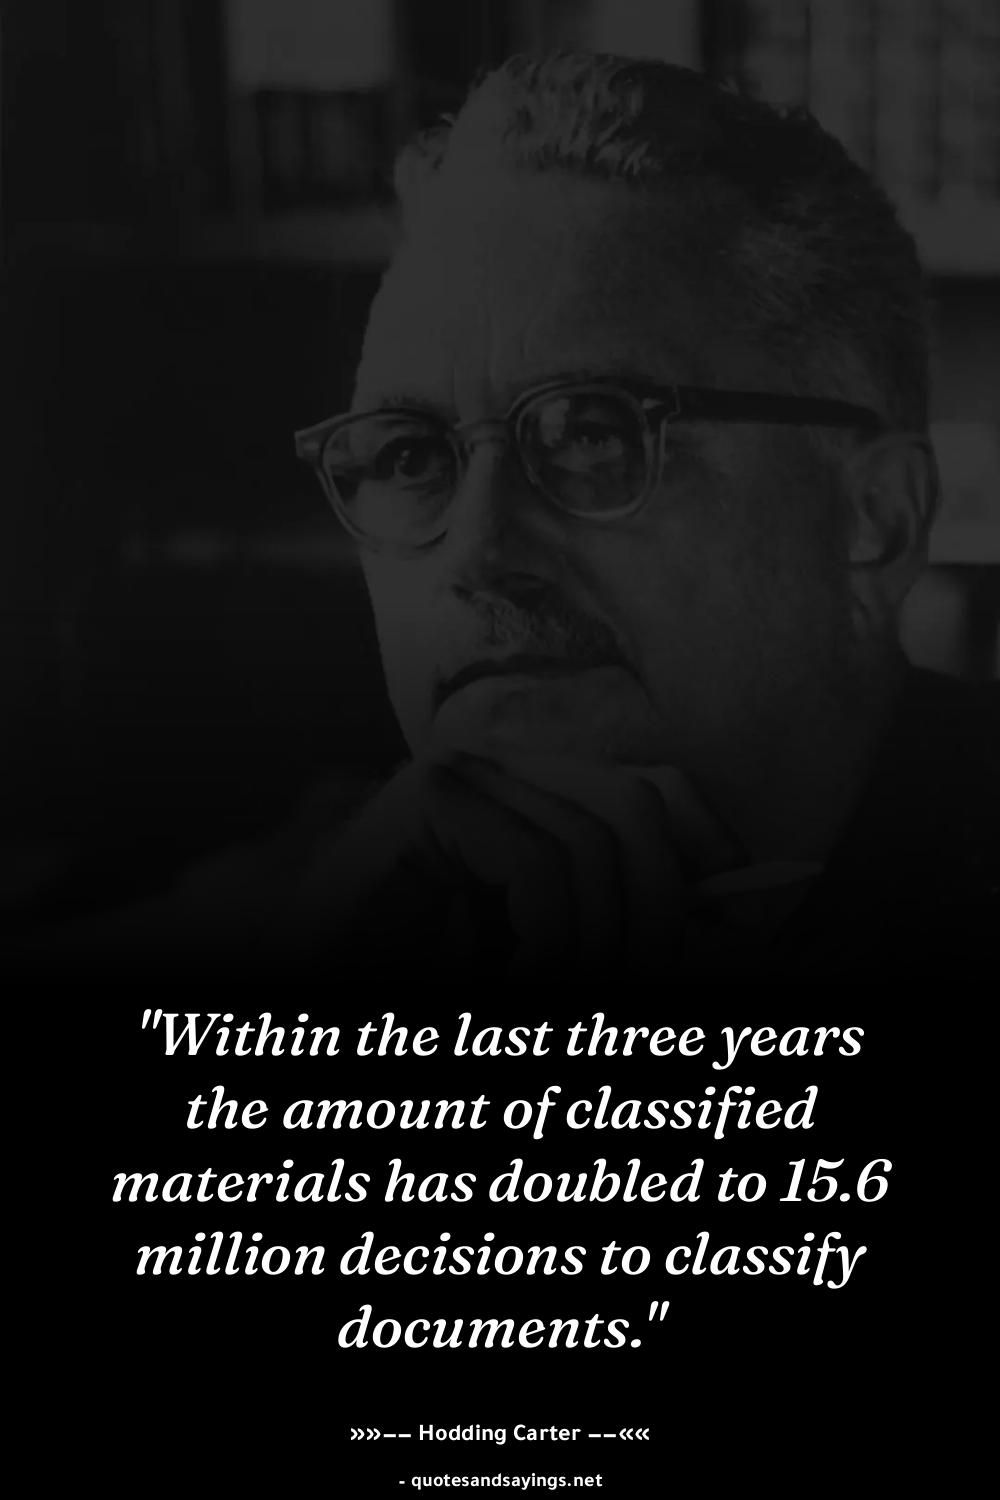 "Within the last three years
the amount of classified
materials has doubled to 15.6
million decisions to classify
documents."
»»−− Hodding Carter −−««
- quotesandsayings.net